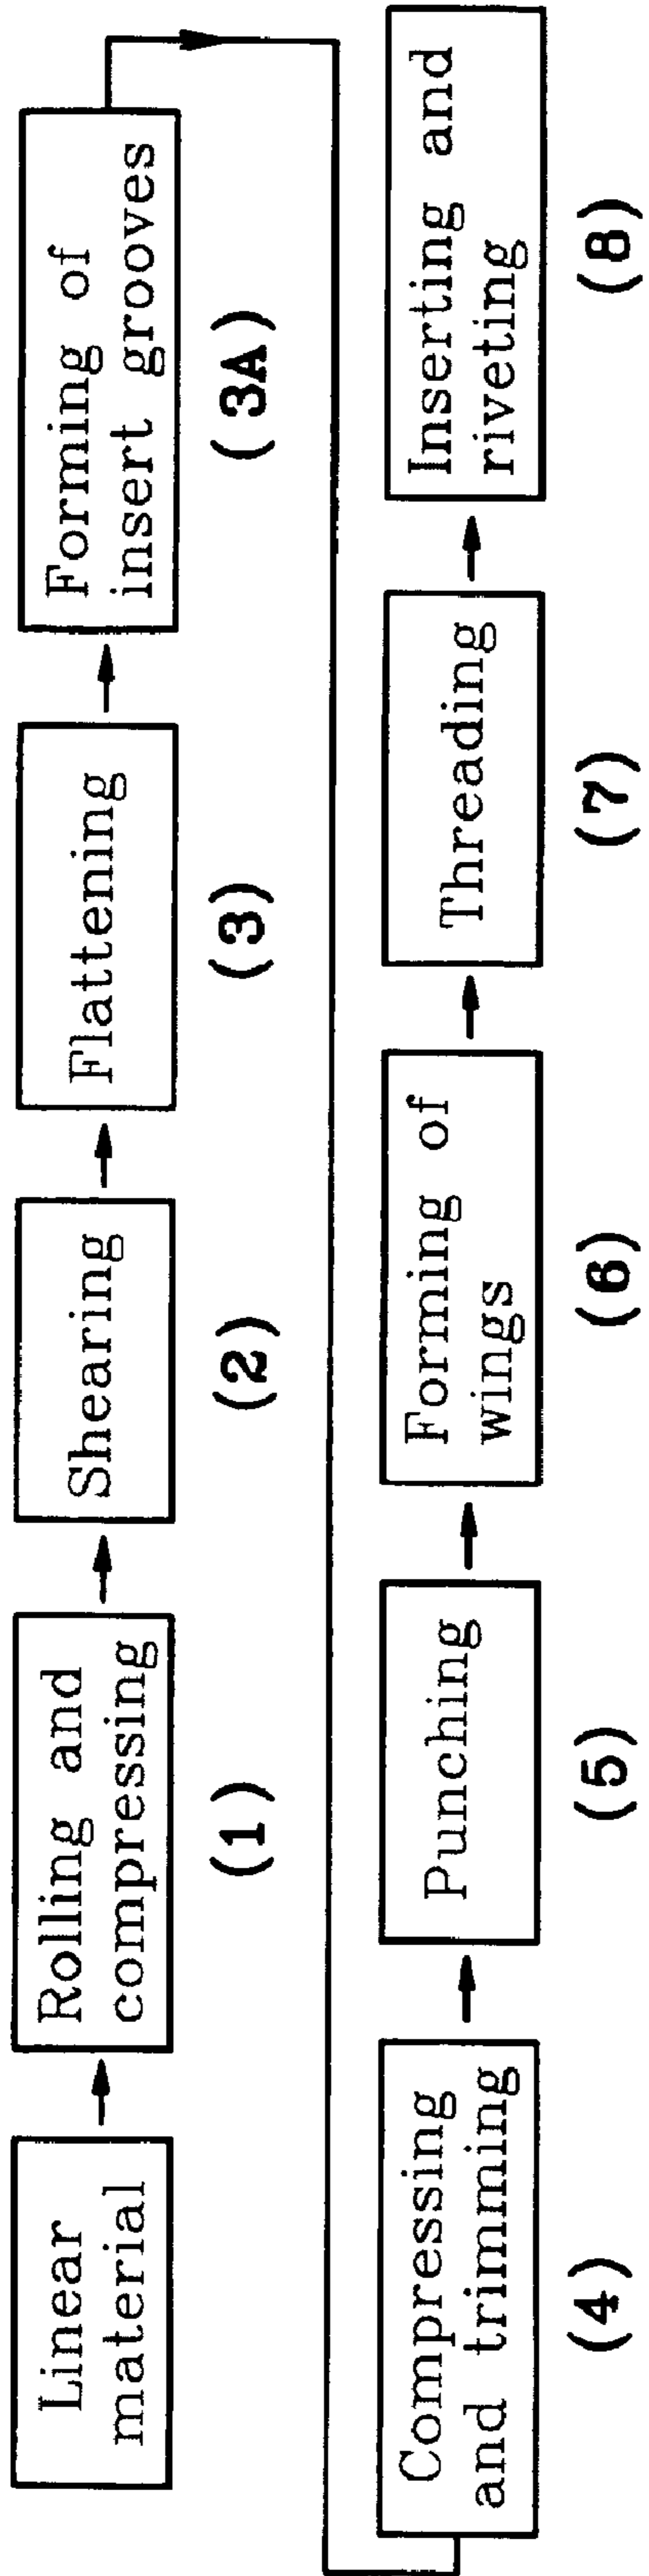 Linear
material
Rolling and
compressing
(1)
Shearing
(2)
Flattening
(3)
Forming of
insert grooves
(3A)
Compressing
and trimming
(4)
Punching
(5)
Forming of
wings
(6)
Threading
(7)
Inserting and
riveting
(8)